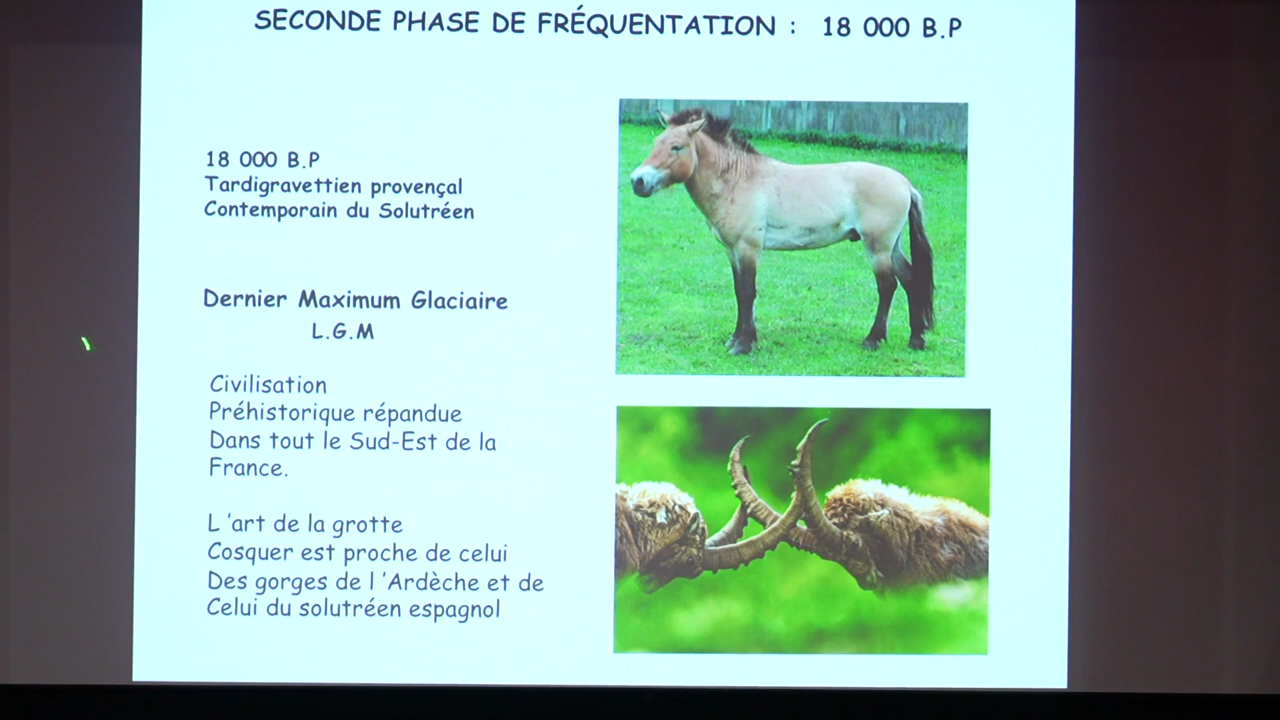 SECONDE PHASE DE FRÉQUENTATION : 18 000 B.P
18 000 B.P
Tardigravettien provençal
Contemporain du Solutréen
Dernier Maximum Glaciaire
L.G.M
Civilisation
Préhistorique répandue
Dans tout le Sud-Est de la
France.
L 'art de la grotte
Cosquer est proche de celui
Des gorges de l 'Ardèche et de
Celui du solutréen espagnol